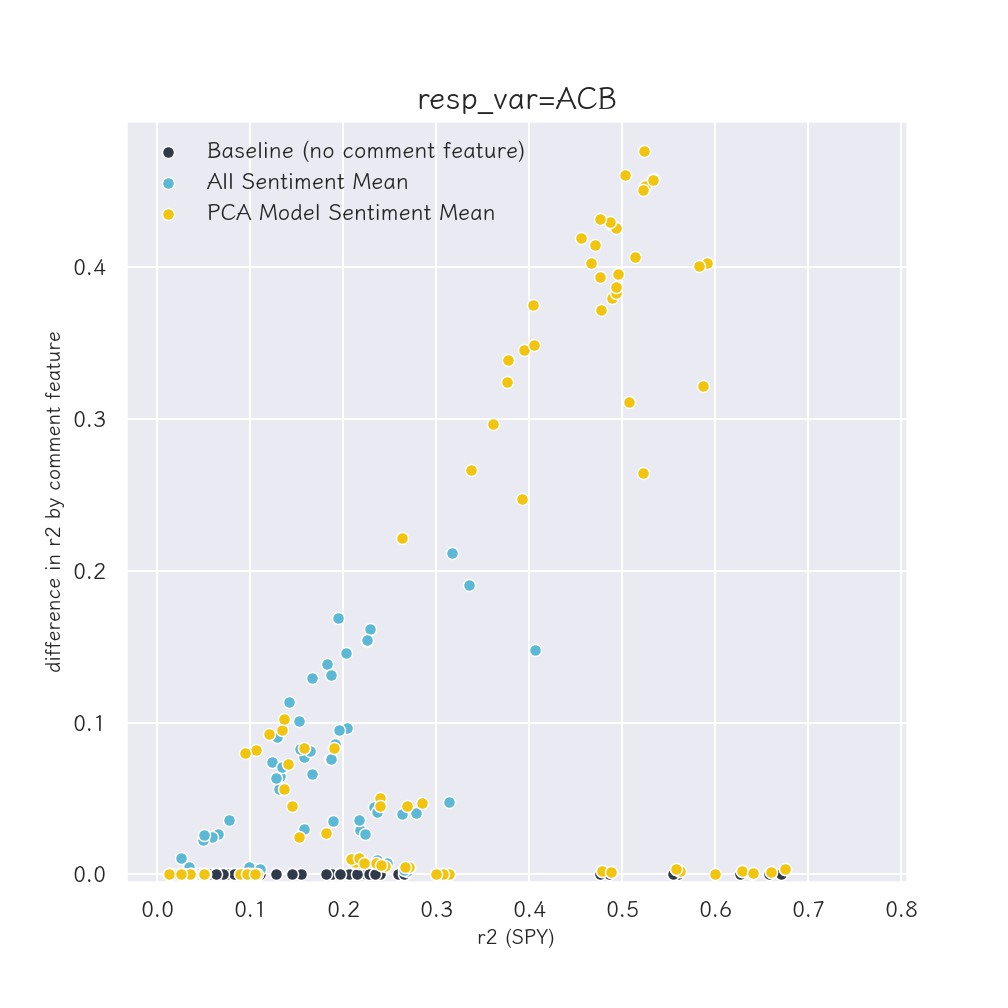 resp_var=ACB
Baseline (no comment feature)
All Sentiment Mean
PCA Model Sentiment Mean
difference in r2 by comment feature
0.4
0.3
0.2
0.1
0.0
0.0 0.1 0.2 0.3 0.4 0.5 0.6 0.7 0.8
r2 (SPY)